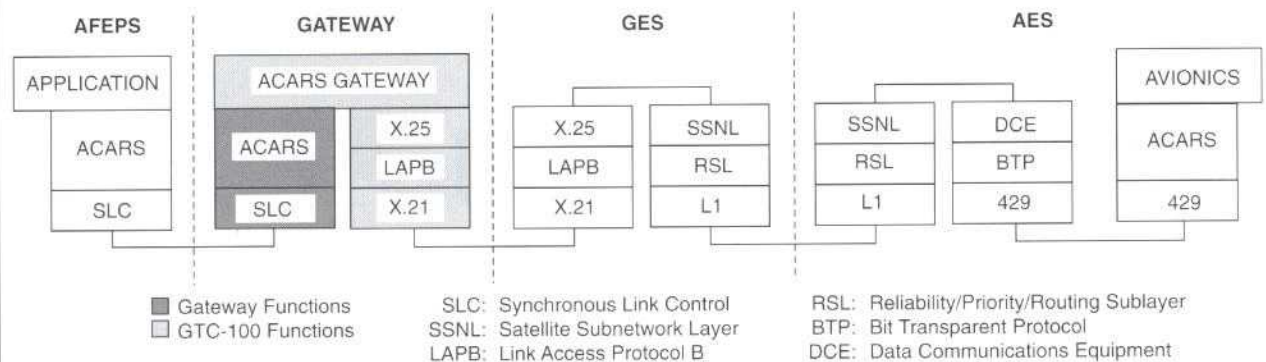 AFEPS GATEWAY GES AES
APPLICATION
ACARS
SLC
ACARS GATEWAY
ACARS
SLC
X.25
LAPB
X.21
X.25
LAPB
X.21
SSNL
RSL
L1
SSNL
RSL
L1
DCE
BTP
429
AVIONICS
ACARS
429
Gateway Functions
GTC-100 Functions
SLC: Synchronous Link Control
SSNL: Satellite Subnetwork Layer
LAPB: Link Access Protocol B
RSL: Reliability/Priority/Routing Sublayer
BTP: Bit Transparent Protocol
DCE: Data Communications Equipment